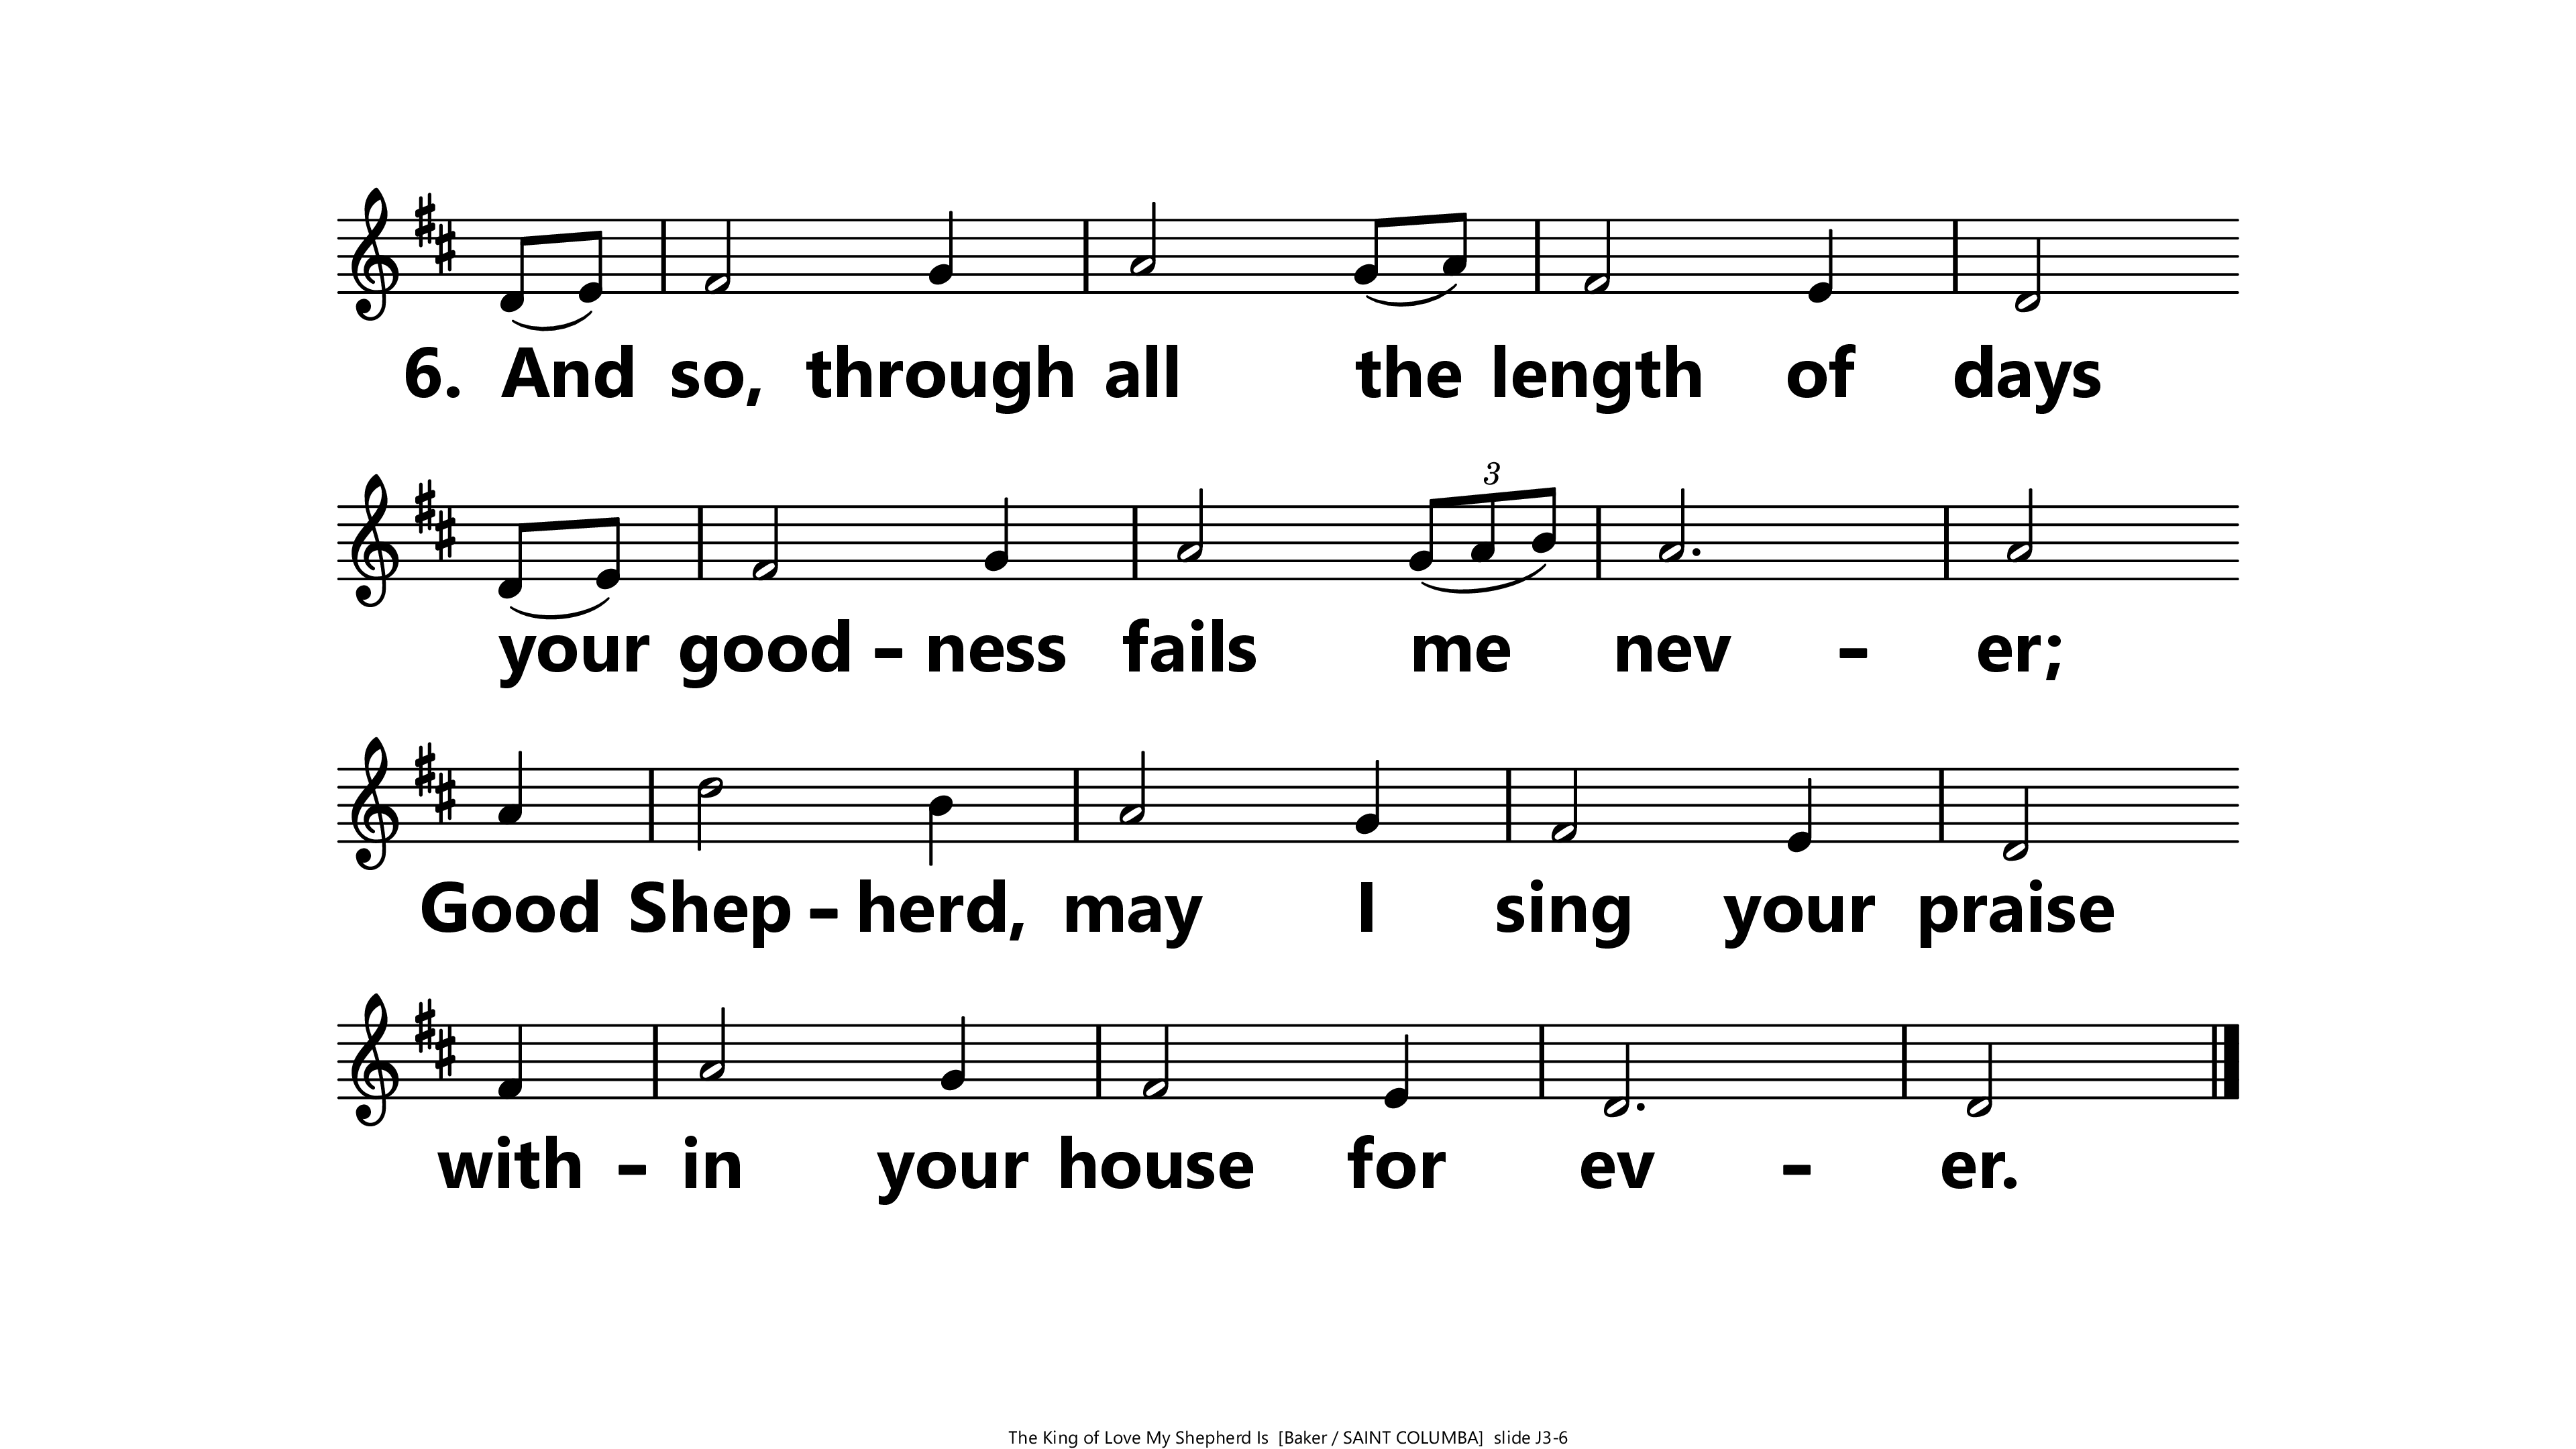 6. And so, through all the length of days
3
your good – ness fails me nev – er;
Good Shep – herd, may I sing your praise
with – in your house for ev – er.
The King of Love My Shepherd Is [Baker / SAINT COLUMBA] slide J3-6